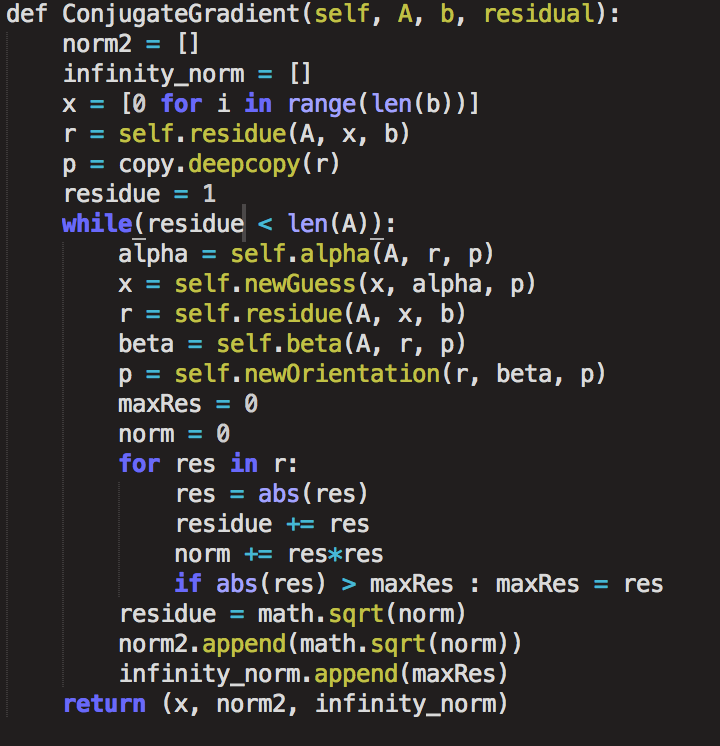 def ConjugateGradient(self, A, b, residual):
    norm2 = []
    infinity_norm = []
    x = [0 for i in range(len(b))]
    r = self.residue(A, x, b)
    p = copy.deepcopy(r)
    residue = 1
    while(residue < len(A)):
        alpha = self.alpha(A, r, p)
        x = self.newGuess(x, alpha, p)
        r = self.residue(A, x, b)
        beta = self.beta(A, r, p)
        p = self.newOrientation(r, beta, p)
        maxRes = 0
        norm = 0
        for res in r:
            res = abs(res)
            residue += res
            norm += res*res
            if abs(res) > maxRes : maxRes = res
        residue = math.sqrt(norm)
        norm2.append(math.sqrt(norm))
        infinity_norm.append(maxRes)
    return (x, norm2, infinity_norm)